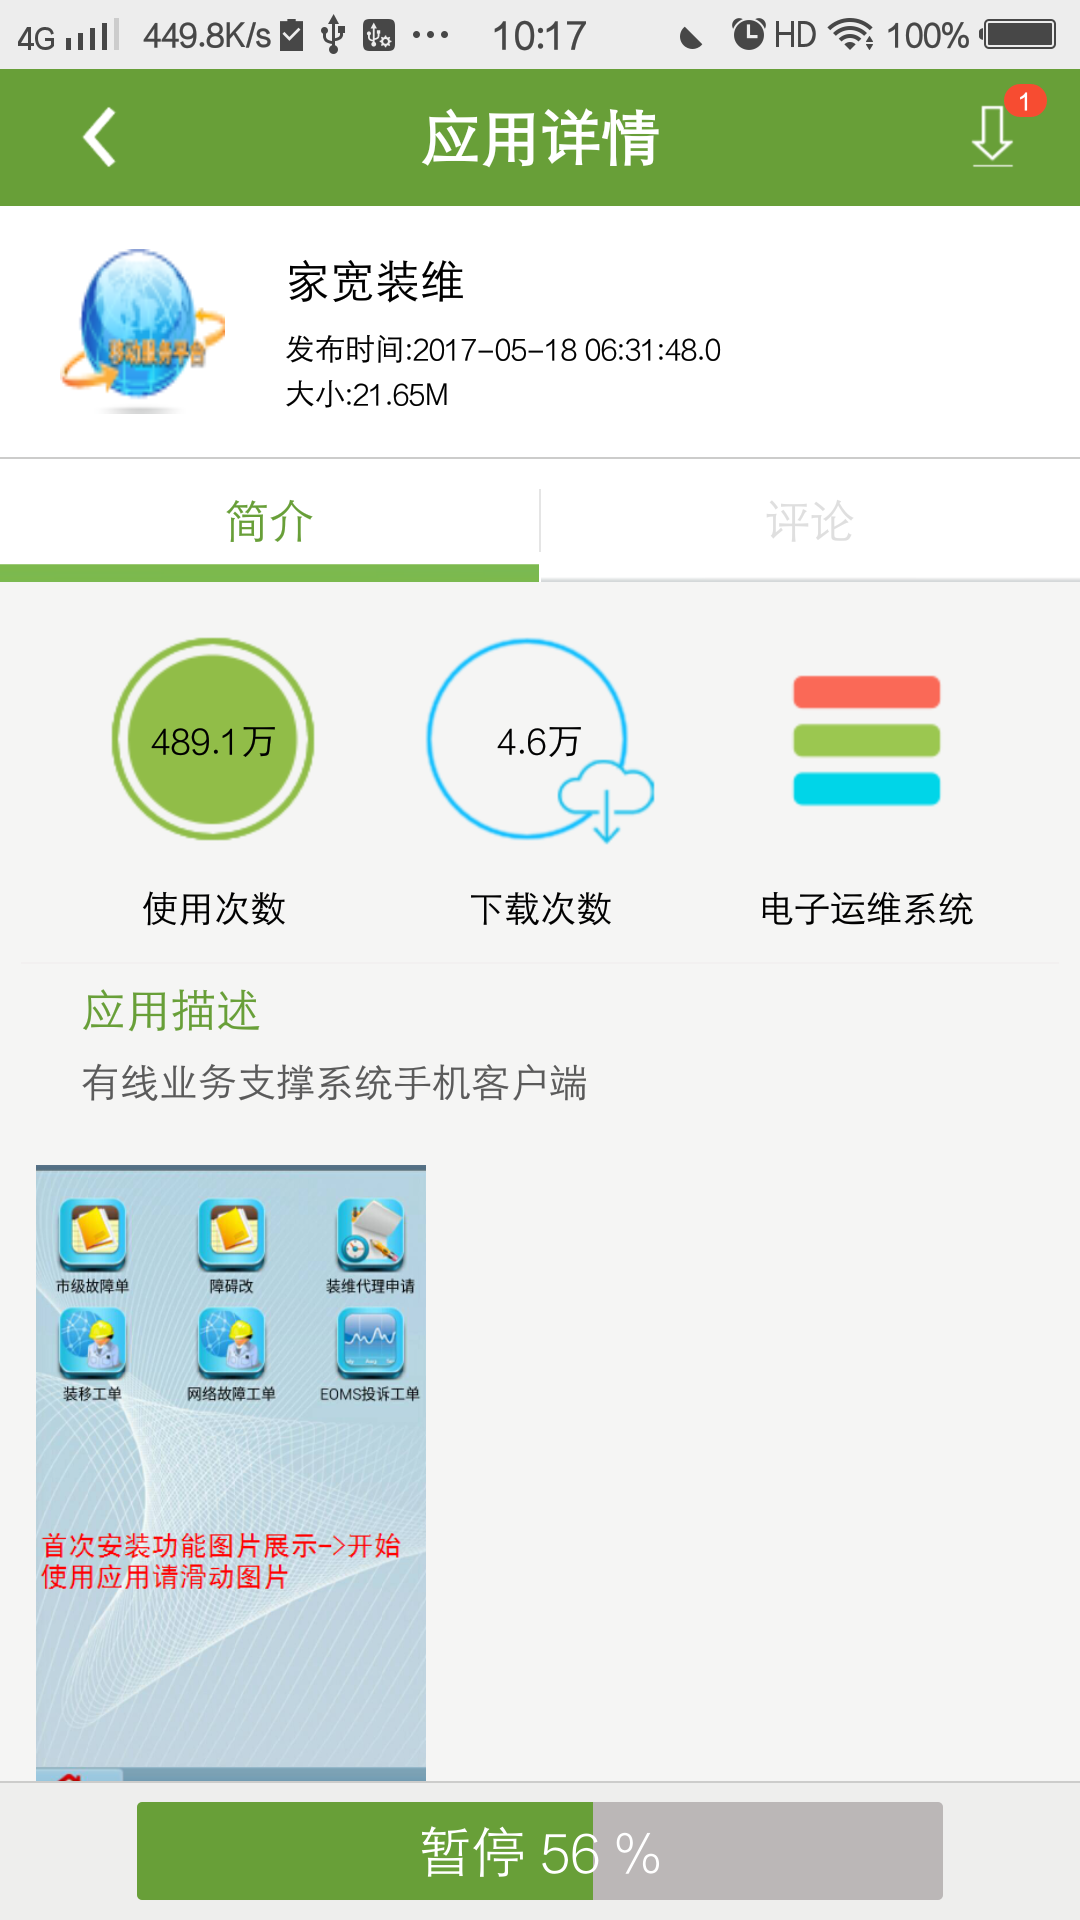 4G 449.8K/s 10:17 HD 100%
应用详情
1
移动服务平台
家宽装维
发布时间:2017-05-18 06:31:48.0
大小:21.65M
简介 评论
489.1万 4.6万
使用次数 下载次数 电子运维系统
应用描述
有线业务支撑系统手机客户端
市级故障单 障碍改 装维代理申请
装移工单 网络故障工单 EOMS投诉工单
首次安装功能图片展示->开始
使用应用请滑动图片
暂停 56 %